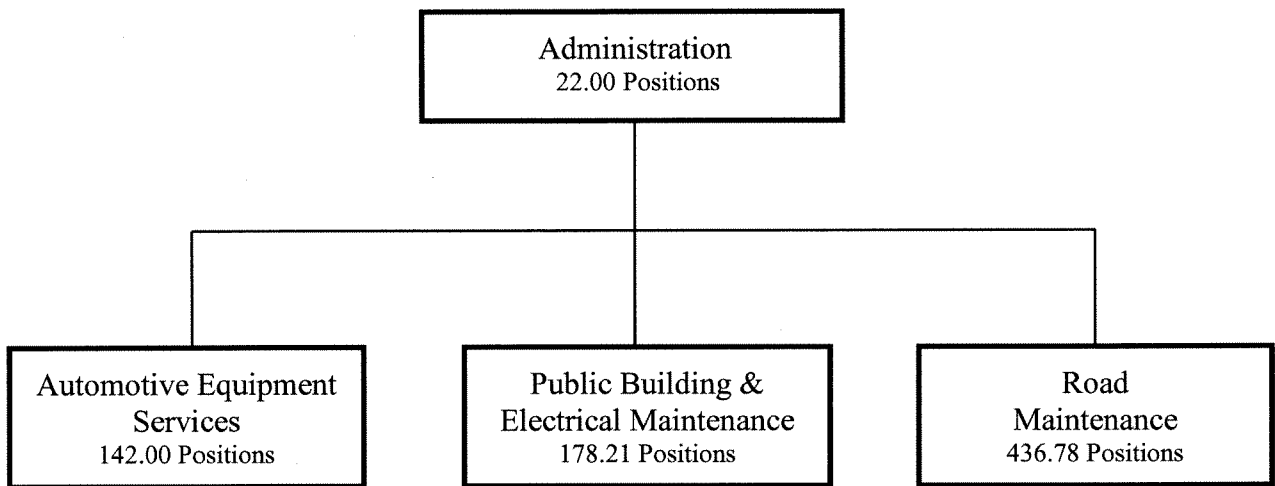 Administration
22.00 Positions
Automotive Equipment
Services
142.00 Positions
Public Building &
Electrical Maintenance
178.21 Positions
Road
Maintenance
436.78 Positions